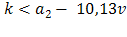 k < a₂ − 10,13v